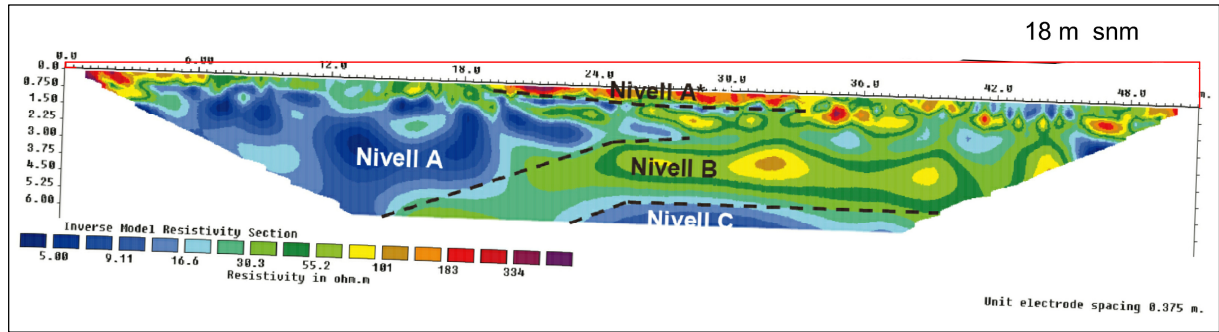 18 m snm
0.0 6.00 12.0 18.0 24.0 30.0 36.0 42.0 48.0 m.
0.0
0.750
1.50
2.25
3.00
3.75
4.50
5.25
6.00
Nivell A*
Nivell A
Nivell B
Nivell C
Inverse Model Resistivity Section
5.00 9.11 16.6 30.3 55.2 101 183 334
Resistivity in ohm.m
Unit electrode spacing 0.375 m.